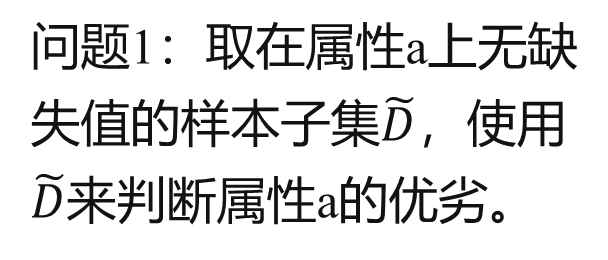 问题1：取在属性a上无缺
失值的样本子集D̃，使用
D̃来判断属性a的优劣。